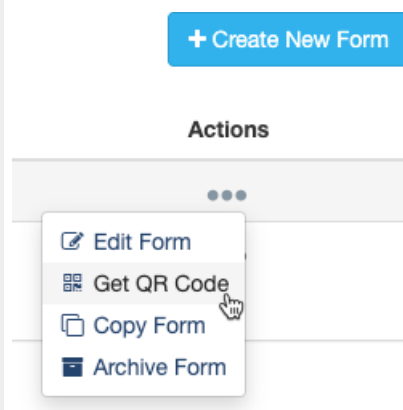 + Create New Form
Actions
Edit Form
Get QR Code
Copy Form
Archive Form